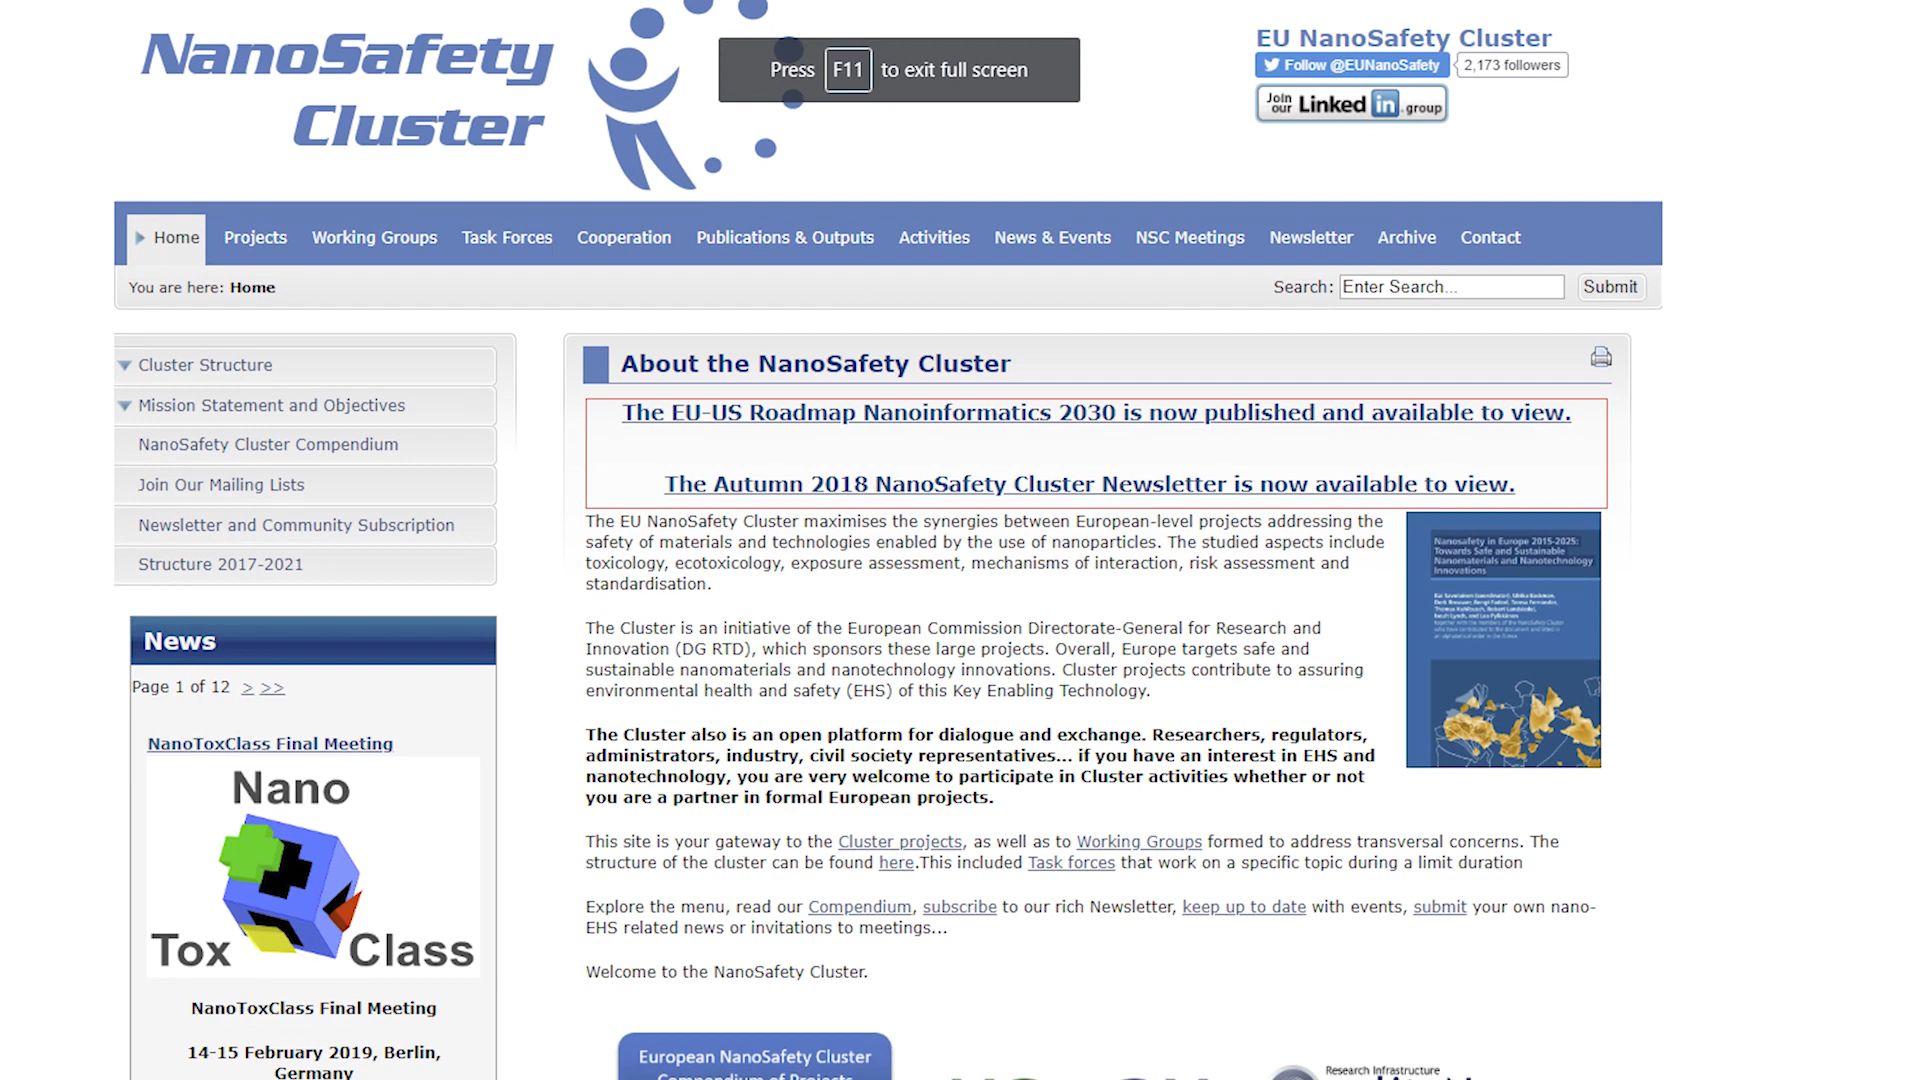 NanoSafety
Cluster
Press F11 to exit full screen
EU NanoSafety Cluster
Follow @EUNanoSafety 2,173 followers
Join our Linked in group
Home Projects Working Groups Task Forces Cooperation Publications & Outputs Activities News & Events NSC Meetings Newsletter Archive Contact
You are here: Home
Search: Enter Search... Submit
Cluster Structure
Mission Statement and Objectives
NanoSafety Cluster Compendium
Join Our Mailing Lists
Newsletter and Community Subscription
Structure 2017-2021
News
Page 1 of 12 > >>
NanoToxClass Final Meeting
Nano
Tox Class
NanoToxClass Final Meeting
14-15 February 2019, Berlin,
Germany
About the NanoSafety Cluster
The EU-US Roadmap Nanoinformatics 2030 is now published and available to view.
The Autumn 2018 NanoSafety Cluster Newsletter is now available to view.
The EU NanoSafety Cluster maximises the synergies between European-level projects addressing the
safety of materials and technologies enabled by the use of nanoparticles. The studied aspects include
toxicology, ecotoxicology, exposure assessment, mechanisms of interaction, risk assessment and
standardisation.
The Cluster is an initiative of the European Commission Directorate-General for Research and
Innovation (DG RTD), which sponsors these large projects. Overall, Europe targets safe and
sustainable nanomaterials and nanotechnology innovations. Cluster projects contribute to assuring
environmental health and safety (EHS) of this Key Enabling Technology.
The Cluster also is an open platform for dialogue and exchange. Researchers, regulators,
administrators, industry, civil society representatives... if you have an interest in EHS and
nanotechnology, you are very welcome to participate in Cluster activities whether or not
you are a partner in formal European projects.
This site is your gateway to the Cluster projects, as well as to Working Groups formed to address transversal concerns. The
structure of the cluster can be found here.This included Task forces that work on a specific topic during a limit duration
Explore the menu, read our Compendium, subscribe to our rich Newsletter, keep up to date with events, submit your own nano-
EHS related news or invitations to meetings...
Welcome to the NanoSafety Cluster.
Nanosafety in Europe 2015-2025:
Towards Safe and Sustainable
Nanomaterials and Nanotechnology
Innovations
European NanoSafety Cluster
Compendium of Projects
Research Infrastructure